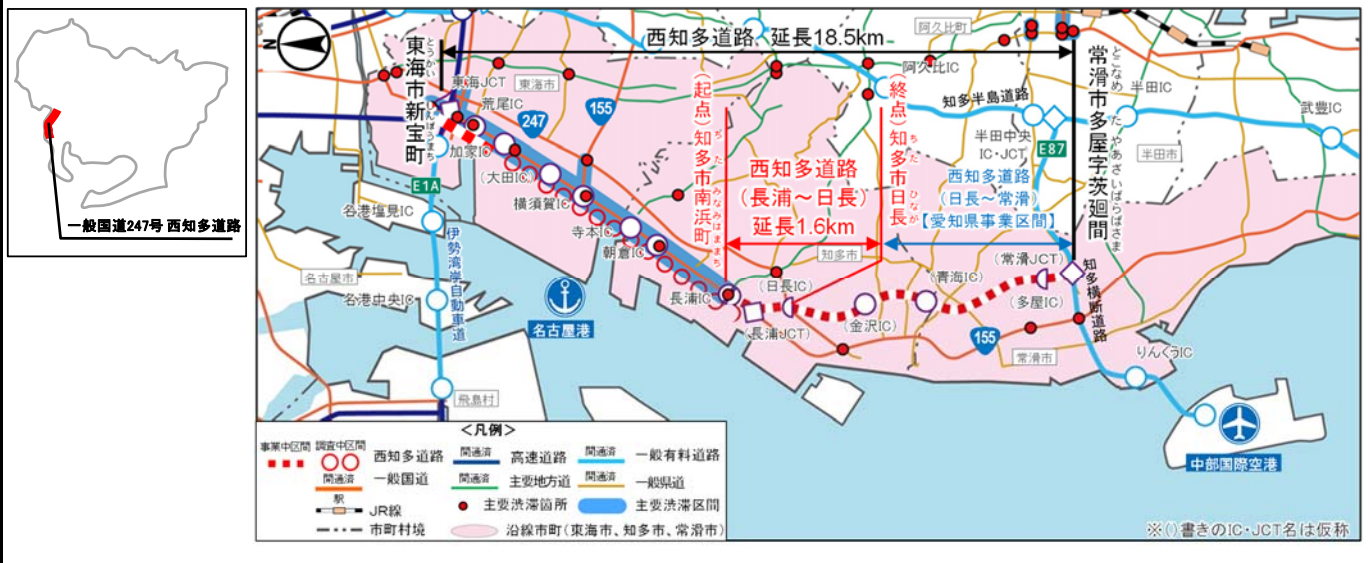 一般国道247号 西知多道路
N
西知多道路 延長18.5km
東海市新宝町
とうかい しんぽうまち
常滑市多屋字茨廻間
とこなめ た やあざいばらばさま
東海JCT
東海市
荒尾IC
加家IC
(大田IC)
横須賀IC
寺本IC
朝倉IC
長浦IC
247
155
E1A
名港潮見IC
伊勢湾岸自動車道
名古屋市
名港中央IC
飛島村
名古屋港
(起点)知多市南浜町
ちた みなみはままち
(終点)知多市日長
ちた ひなが
西知多道路
(長浦~日長)
延長1.6km
阿久比町
阿久比IC
知多半島道路
半田中央
IC・JCT
半田IC
半田市
武豊IC
E87
西知多道路
(日長~常滑)
【愛知県事業区間】
知多市
(長浦JCT)
(日長IC)
(金沢IC)
(青海IC)
(常滑JCT)
(多屋IC)
知多横断道路
155
常滑市
りんくうIC
中部国際空港
<凡例>
事業中区間 調査中区間 西知多道路
開通済 高速道路
開通済 一般有料道路
開通済 一般国道
開通済 主要地方道
開通済 一般県道
駅 JR線
主要渋滞箇所
主要渋滞区間
市町村境
沿線市町(東海市、知多市、常滑市)
※()書きのIC・JCT名は仮称